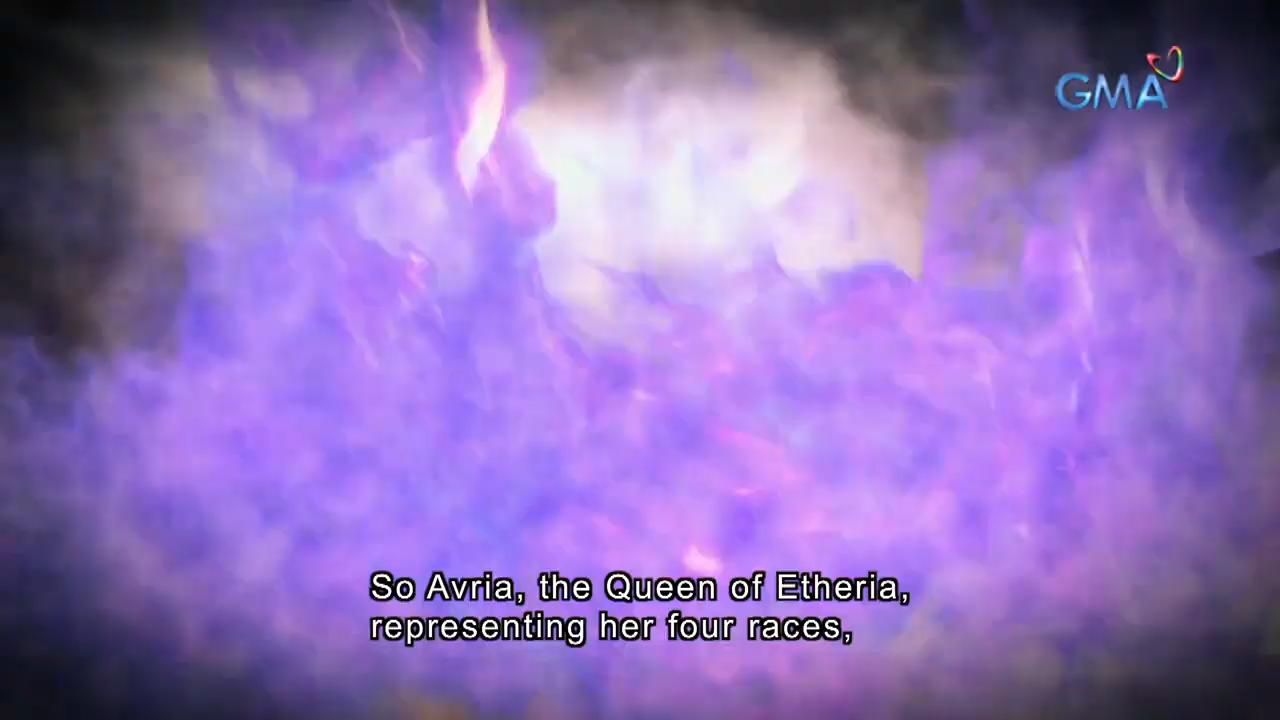 GMA
So Avria, the Queen of Etheria,
representing her four races,